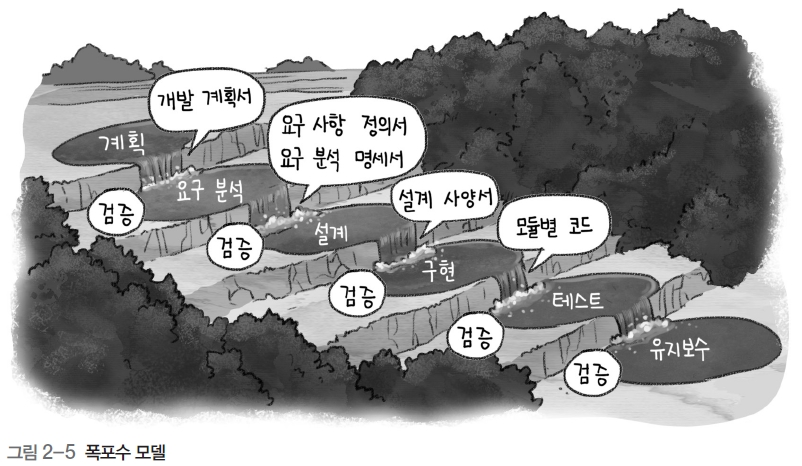 개발 계획서
계획
요구 사항 정의서
요구 분석 명세서
요구 분석
검증
설계 사양서
설계
검증
모듈별 코드
구현
검증
테스트
검증
유지보수
검증
그림 2-5 폭포수 모델